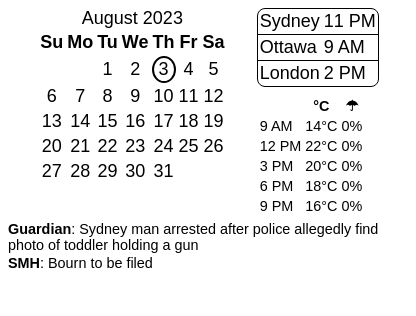 August 2023
Su Mo Tu We Th Fr Sa
1 2 3 4 5
6 7 8 9 10 11 12
13 14 15 16 17 18 19
20 21 22 23 24 25 26
27 28 29 30 31
Sydney 11 PM
Ottawa 9 AM
London 2 PM
°C ☂
9 AM 14°C 0%
12 PM 22°C 0%
3 PM 20°C 0%
6 PM 18°C 0%
9 PM 16°C 0%
Guardian: Sydney man arrested after police allegedly find
photo of toddler holding a gun
SMH: Bourn to be filed